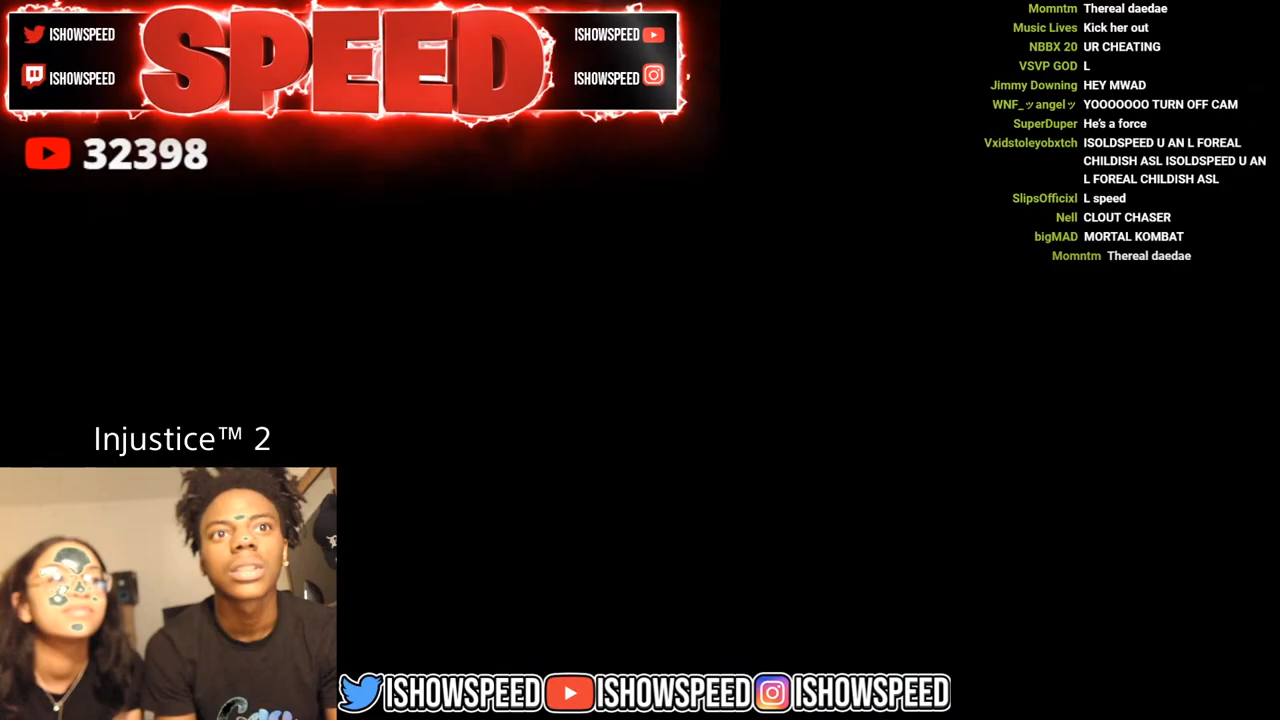 ISHOWSPEED
ISHOWSPEED
SPEED
ISHOWSPEED
ISHOWSPEED
32398
Momntm Thereal daedae
Music Lives Kick her out
NBBX 20 UR CHEATING
VSVP GOD L
Jimmy Downing HEY MWAD
WNF_ッangelッ YOOOOOOO TURN OFF CAM
SuperDuper He's a force
Vxidstoleyobxtch ISOLDSPEED U AN L FOREAL
CHILDISH ASL ISOLDSPEED U AN
L FOREAL CHILDISH ASL
SlipsOfficixl L speed
Nell CLOUT CHASER
bigMAD MORTAL KOMBAT
Momntm Thereal daedae
Injustice™ 2
ISHOWSPEED ISHOWSPEED ISHOWSPEED